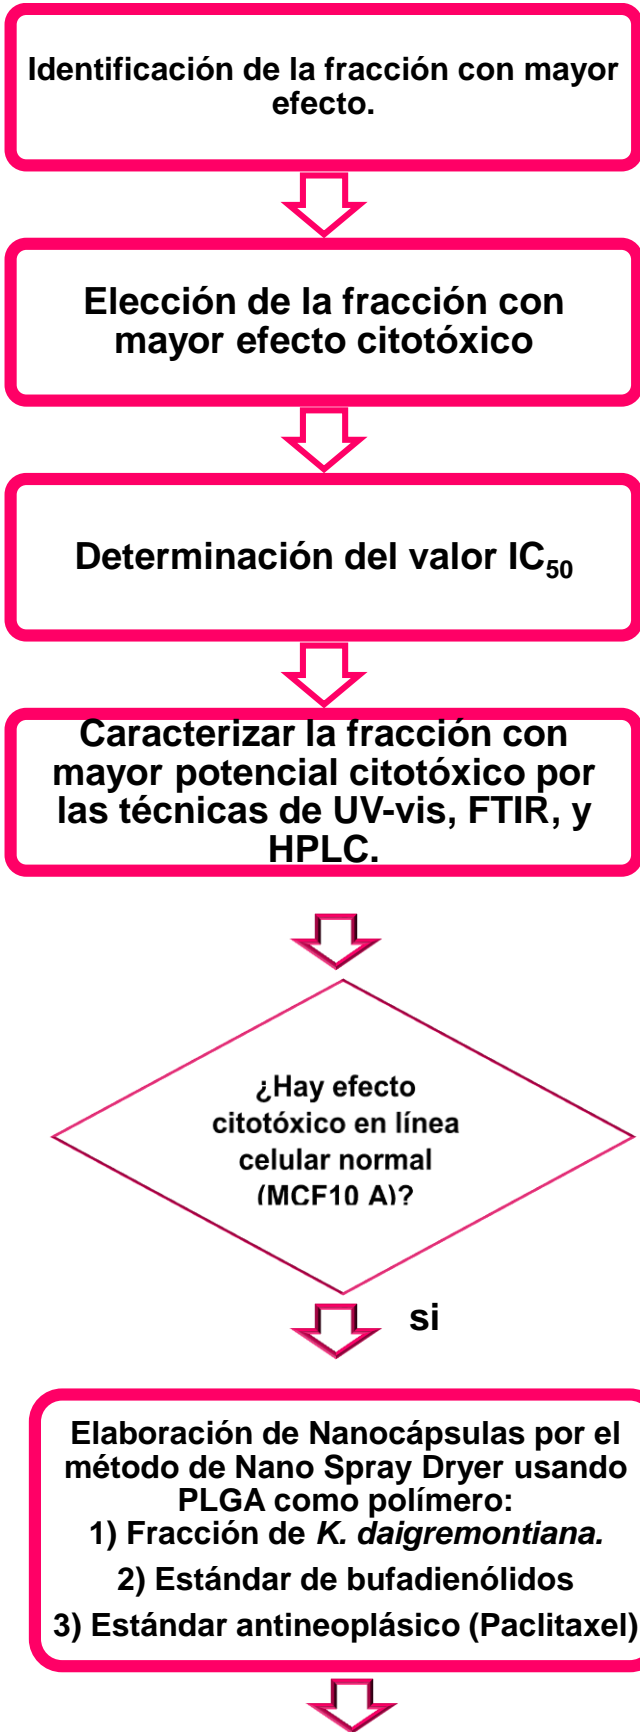 Identificación de la fracción con mayor
efecto.
Elección de la fracción con
mayor efecto citotóxico
Determinación del valor IC₅₀
Caracterizar la fracción con
mayor potencial citotóxico por
las técnicas de UV-vis, FTIR, y
HPLC.
¿Hay efecto
citotóxico en línea
celular normal
(MCF10 A)?
si
Elaboración de Nanocápsulas por el
método de Nano Spray Dryer usando
PLGA como polímero:
1) Fracción de K. daigremontiana.
2) Estándar de bufadienólidos
3) Estándar antineoplásico (Paclitaxel)